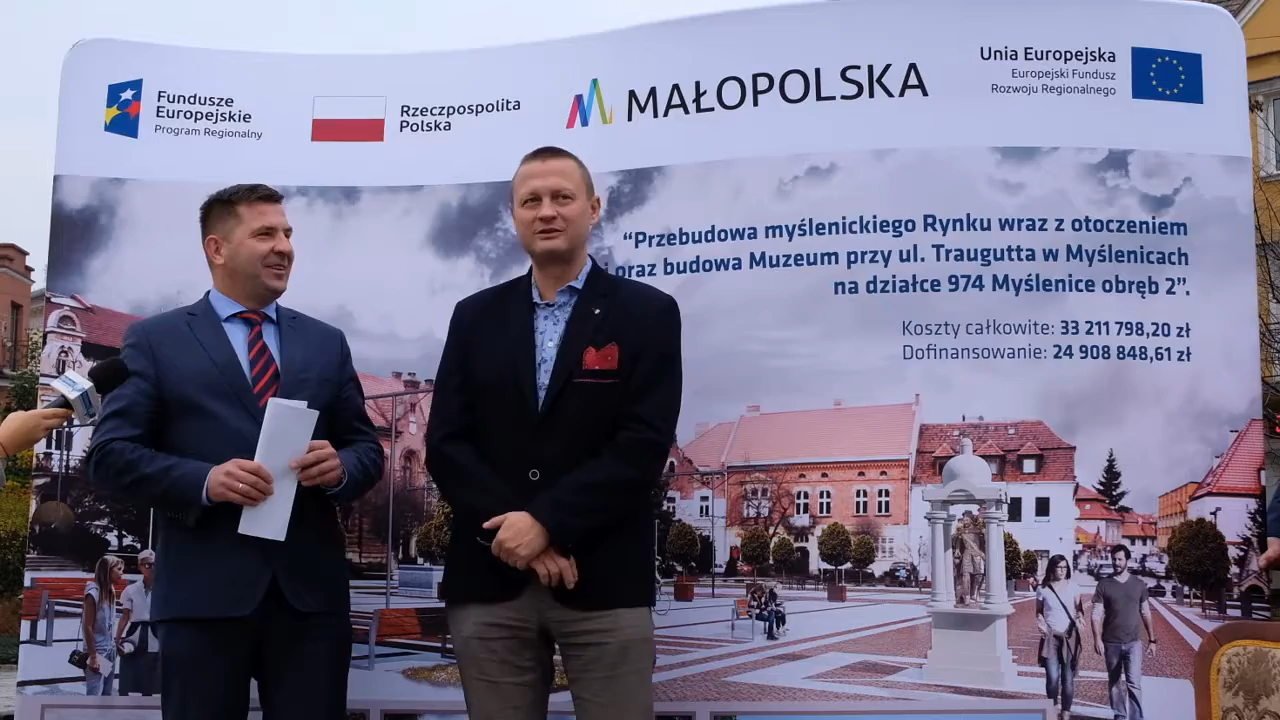 Fundusze
Europejskie
Program Regionalny
Rzeczpospolita
Polska
MAŁOPOLSKA
Unia Europejska
Europejski Fundusz
Rozwoju Regionalnego
“Przebudowa myślenickiego Rynku wraz z otoczeniem
i oraz budowa Muzeum przy ul. Traugutta w Myślenicach
na działce 974 Myślenice obręb 2”.
Koszty całkowite: 33 211 798,20 zł
Dofinansowanie: 24 908 848,61 zł